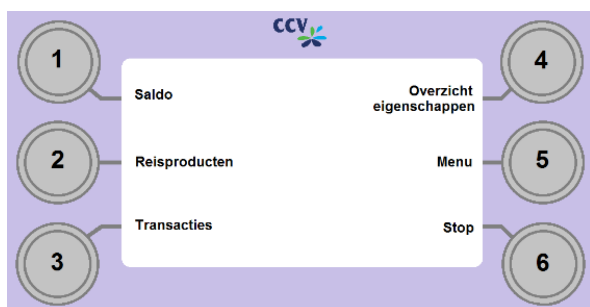 CCV
1
Saldo
2
Reisproducten
3
Transacties
4
Overzicht
eigenschappen
5
Menu
6
Stop